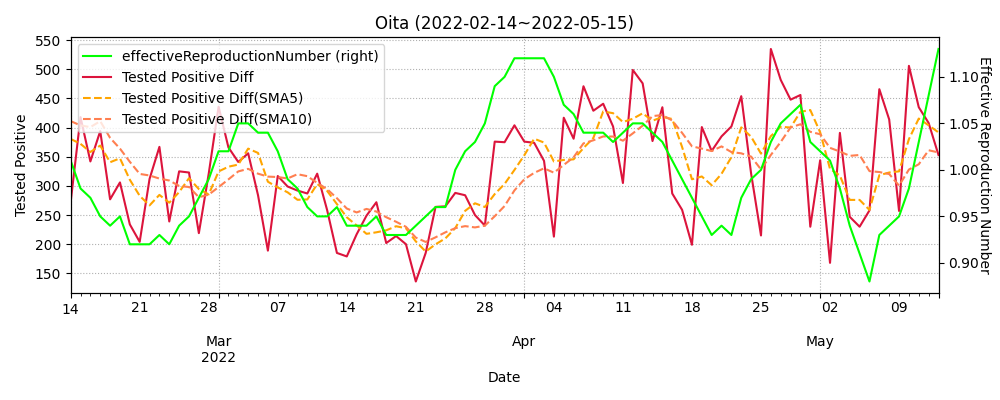 Oita (2022-02-14~2022-05-15)
effectiveReproductionNumber (right)
Tested Positive Diff
Tested Positive Diff(SMA5)
Tested Positive Diff(SMA10)
Tested Positive
550
500
450
400
350
300
250
200
150
1.10
1.05
1.00
0.95
0.90
Effective Reproduction Number
14 21 28 07 14 21 28 04 11 18 25 02 09
Mar Apr May
2022
Date